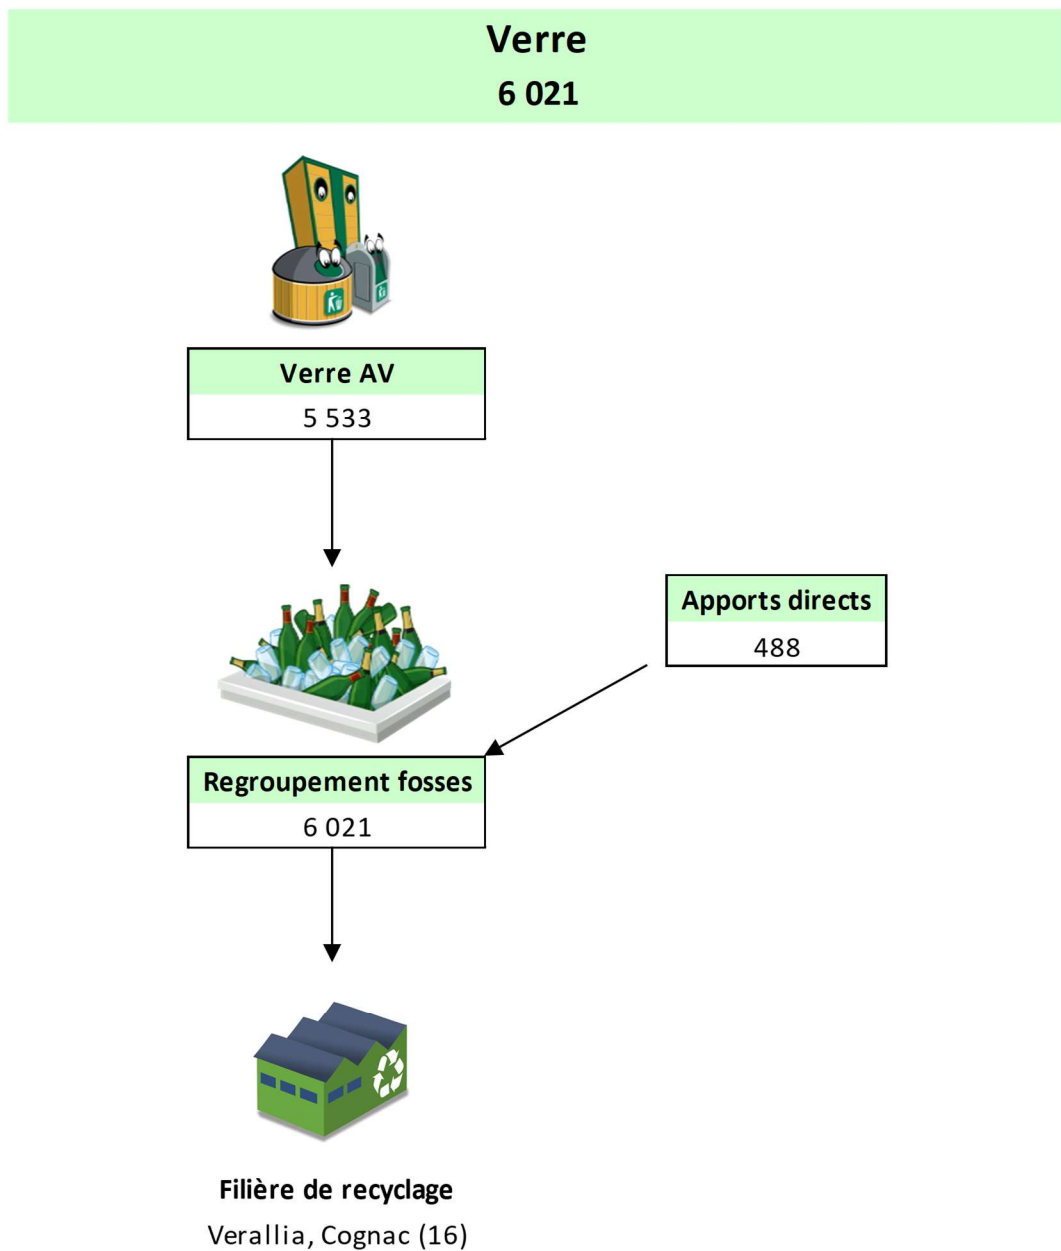 Verre
6 021
Verre AV
5 533
Apports directs
488
Regroupement fosses
6 021
Filière de recyclage
Verallia, Cognac (16)